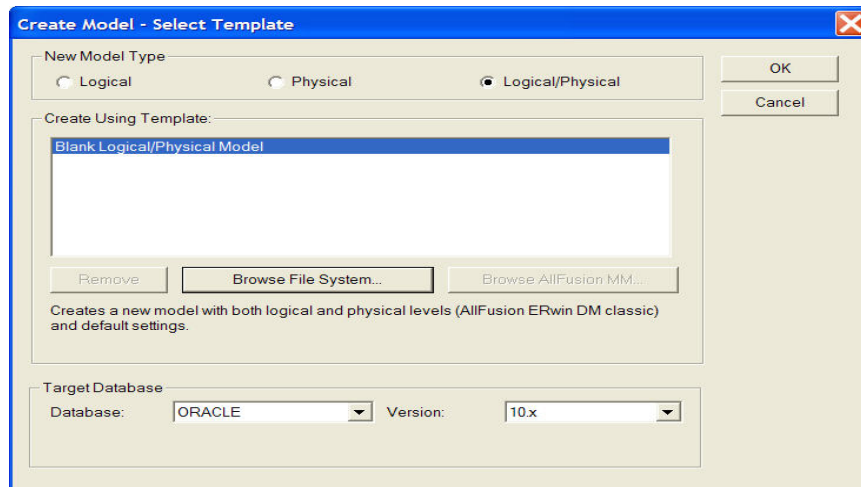 Create Model - Select Template
New Model Type
Logical
Physical
Logical/Physical
OK
Cancel
Create Using Template:
Blank Logical/Physical Model
Remove
Browse File System...
Browse AllFusion MM...
Creates a new model with both logical and physical levels (AllFusion ERwin DM classic)
and default settings.
Target Database
Database:
ORACLE
Version:
10.x